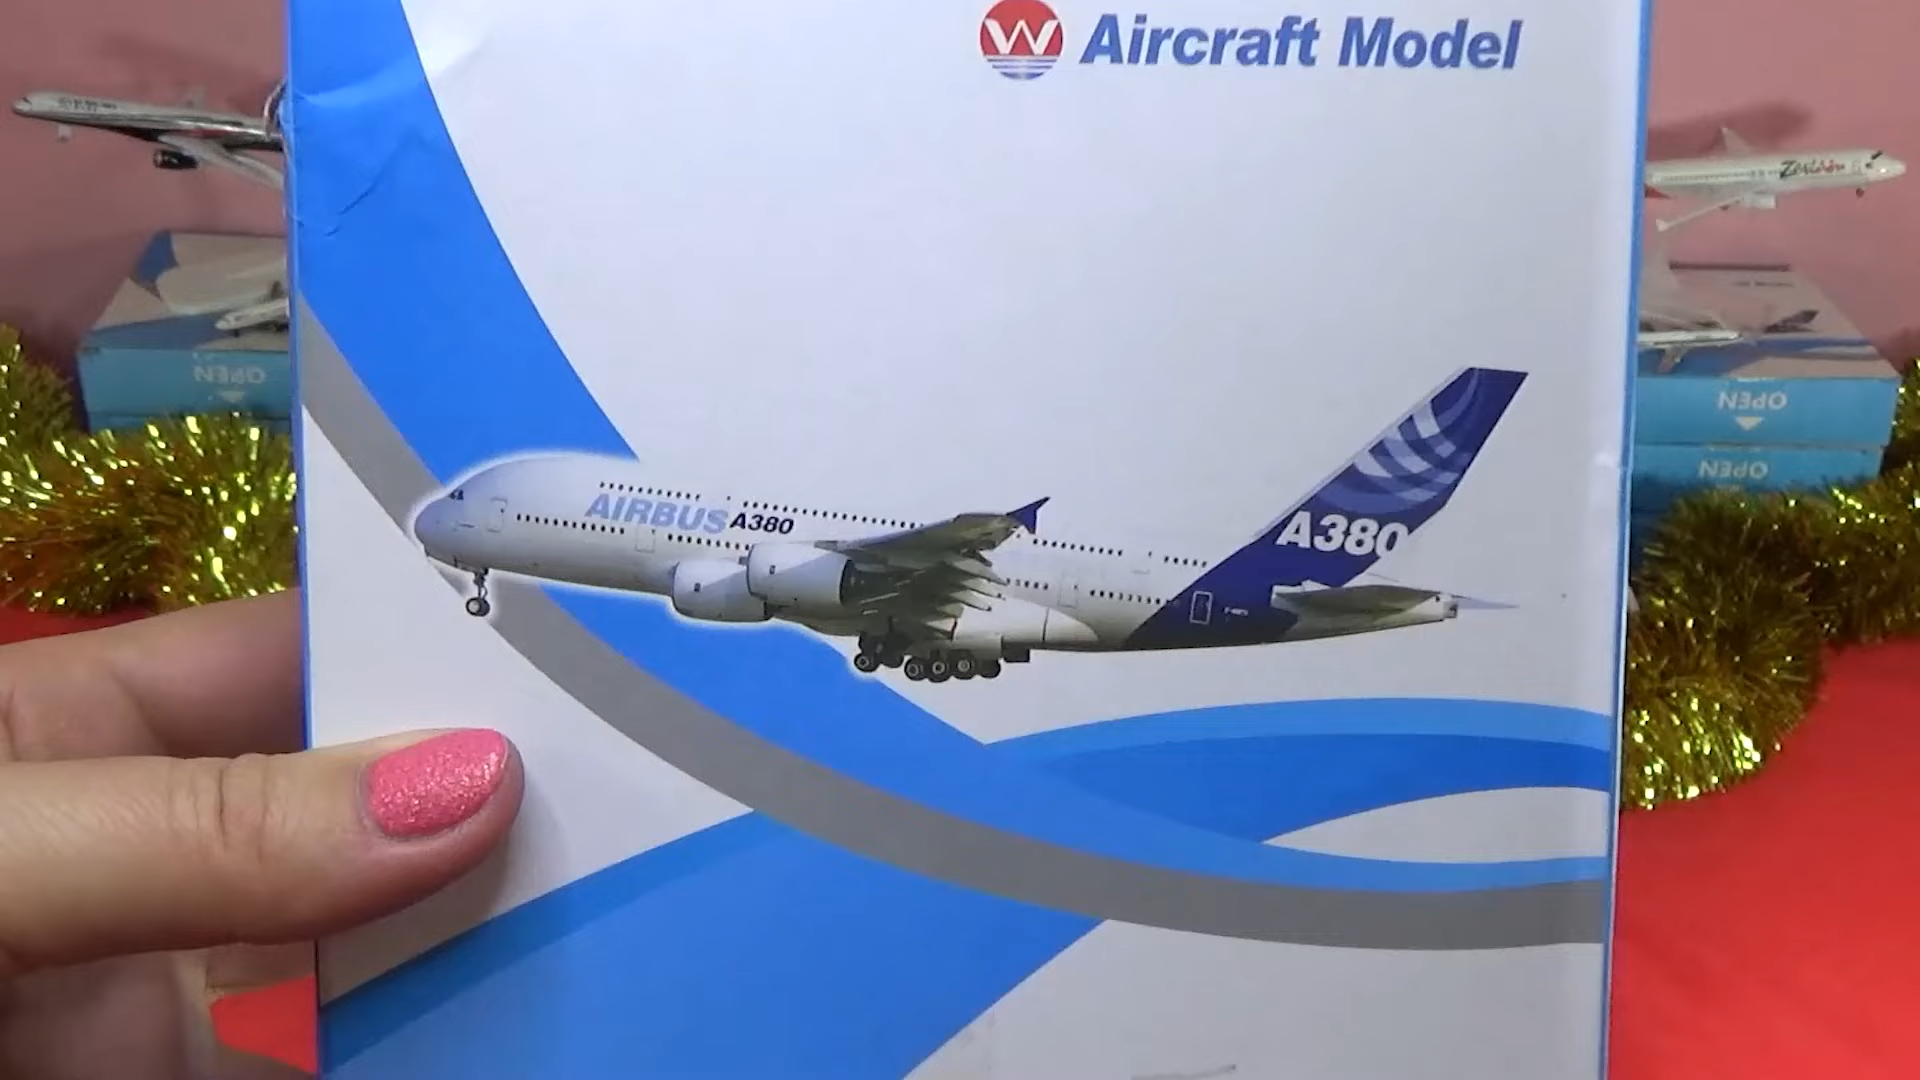 W Aircraft Model
AIRBUS A380
A380
OPEN
OPEN
OPEN